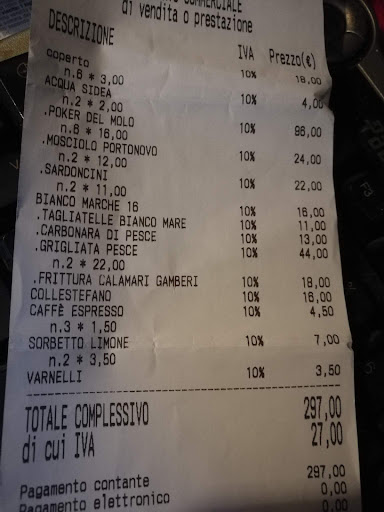 COMMERCIALE
di vendita o prestazione
DESCRIZIONE IVA Prezzo(€)
coperto 10% 18,00
n.6 * 3,00
ACQUA SIDEA 10% 4,00
n.2 * 2,00
.POKER DEL MOLO 10% 96,00
n.6 * 16,00
.MOSCIOLO PORTONOVO 10% 24,00
n.2 * 12,00
.SARDONCINI 10% 22,00
n.2 * 11,00
BIANCO MARCHE 16 10% 16,00
.TAGLIATELLE BIANCO MARE 10% 11,00
.CARBONARA DI PESCE 10% 13,00
.GRIGLIATA PESCE 10% 44,00
n.2 * 22,00
.FRITTURA CALAMARI GAMBERI 10% 18,00
COLLESTEFANO 10% 16,00
CAFFÈ ESPRESSO 10% 4,50
n.3 * 1,50
SORBETTO LIMONE 10% 7,00
n.2 * 3,50
VARNELLI 10% 3,50
TOTALE COMPLESSIVO 297,00
di cui IVA 27,00
Pagamento contante 297,00
Pagamento elettronico 0,00
0,00